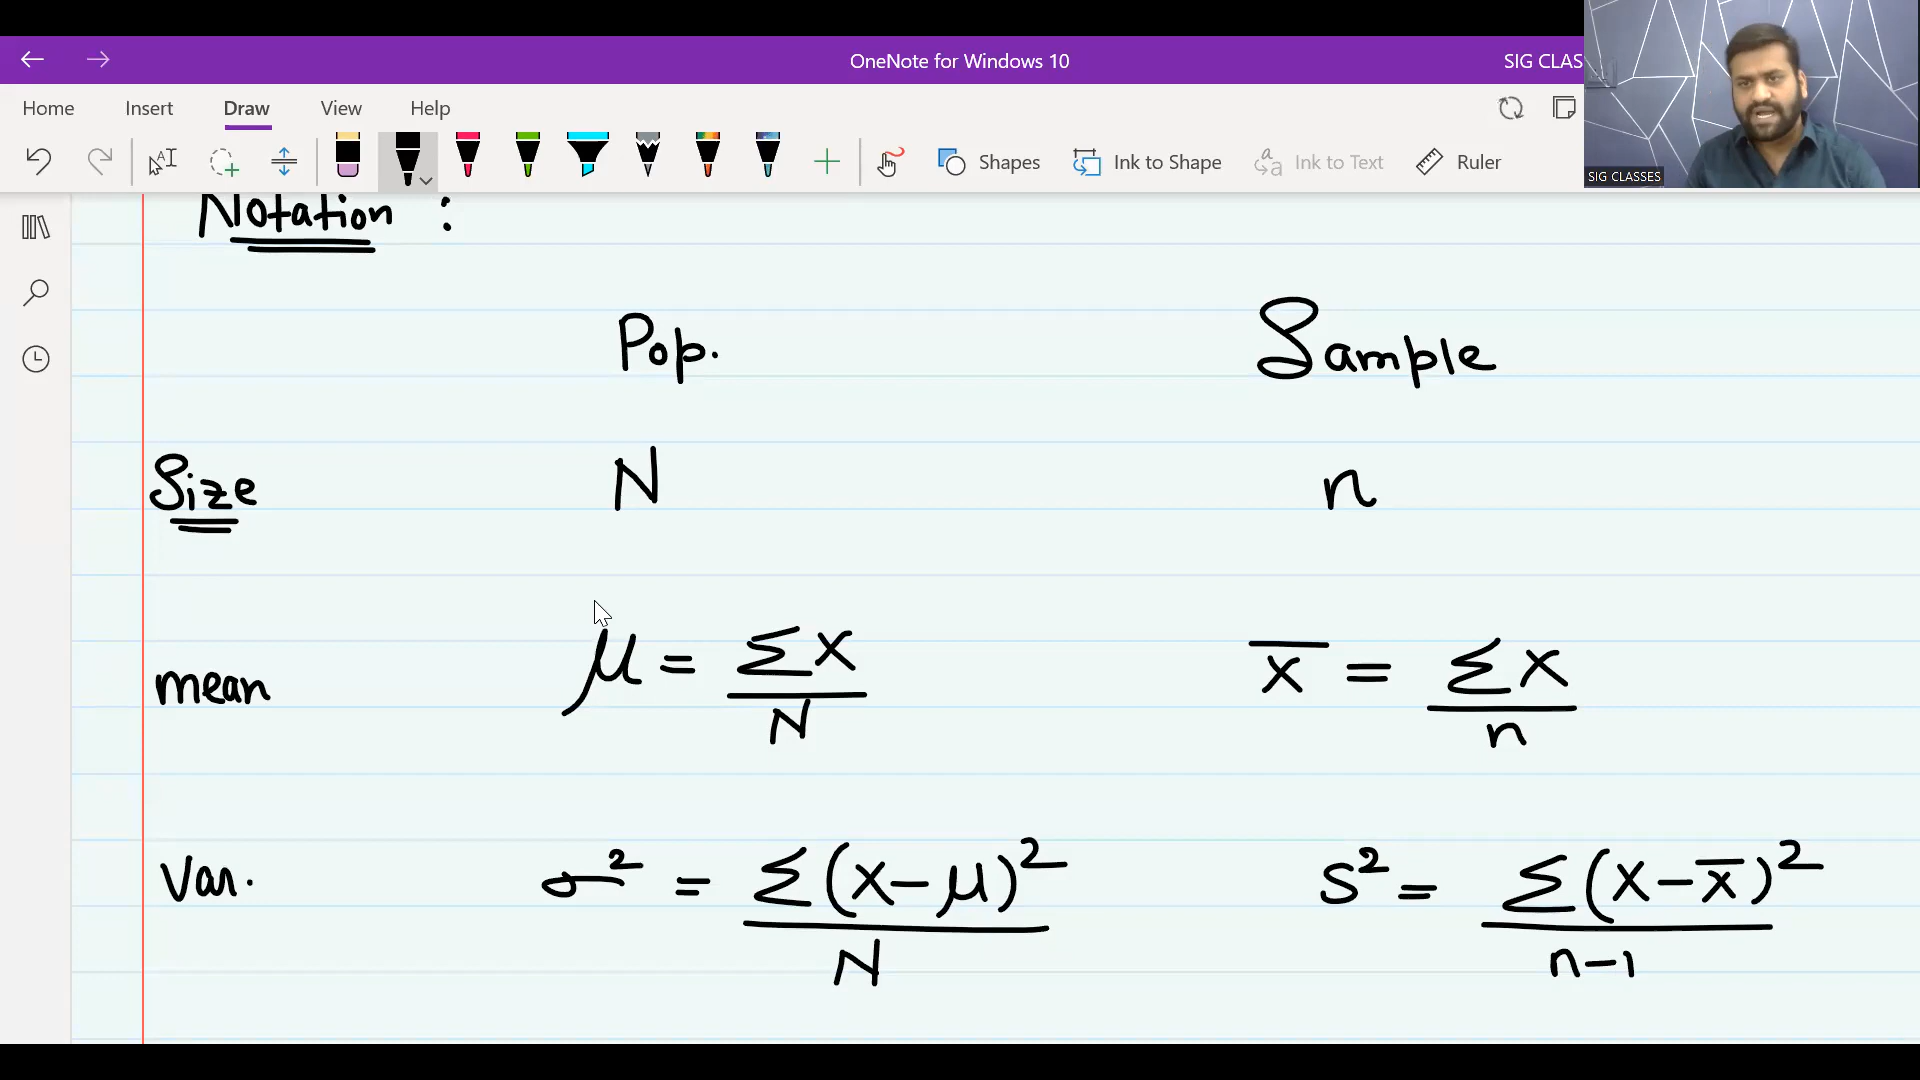 OneNote for Windows 10
SIG CLAS
Home Insert Draw View Help
Shapes Ink to Shape Ink to Text Ruler
SIG CLASSES
Notation :
Pop. Sample
Size N n
mean μ = ΣX / N x̄ = Σx / n
Var. σ² = Σ(X-μ)² / N s² = Σ(X-x̄)² / n-1